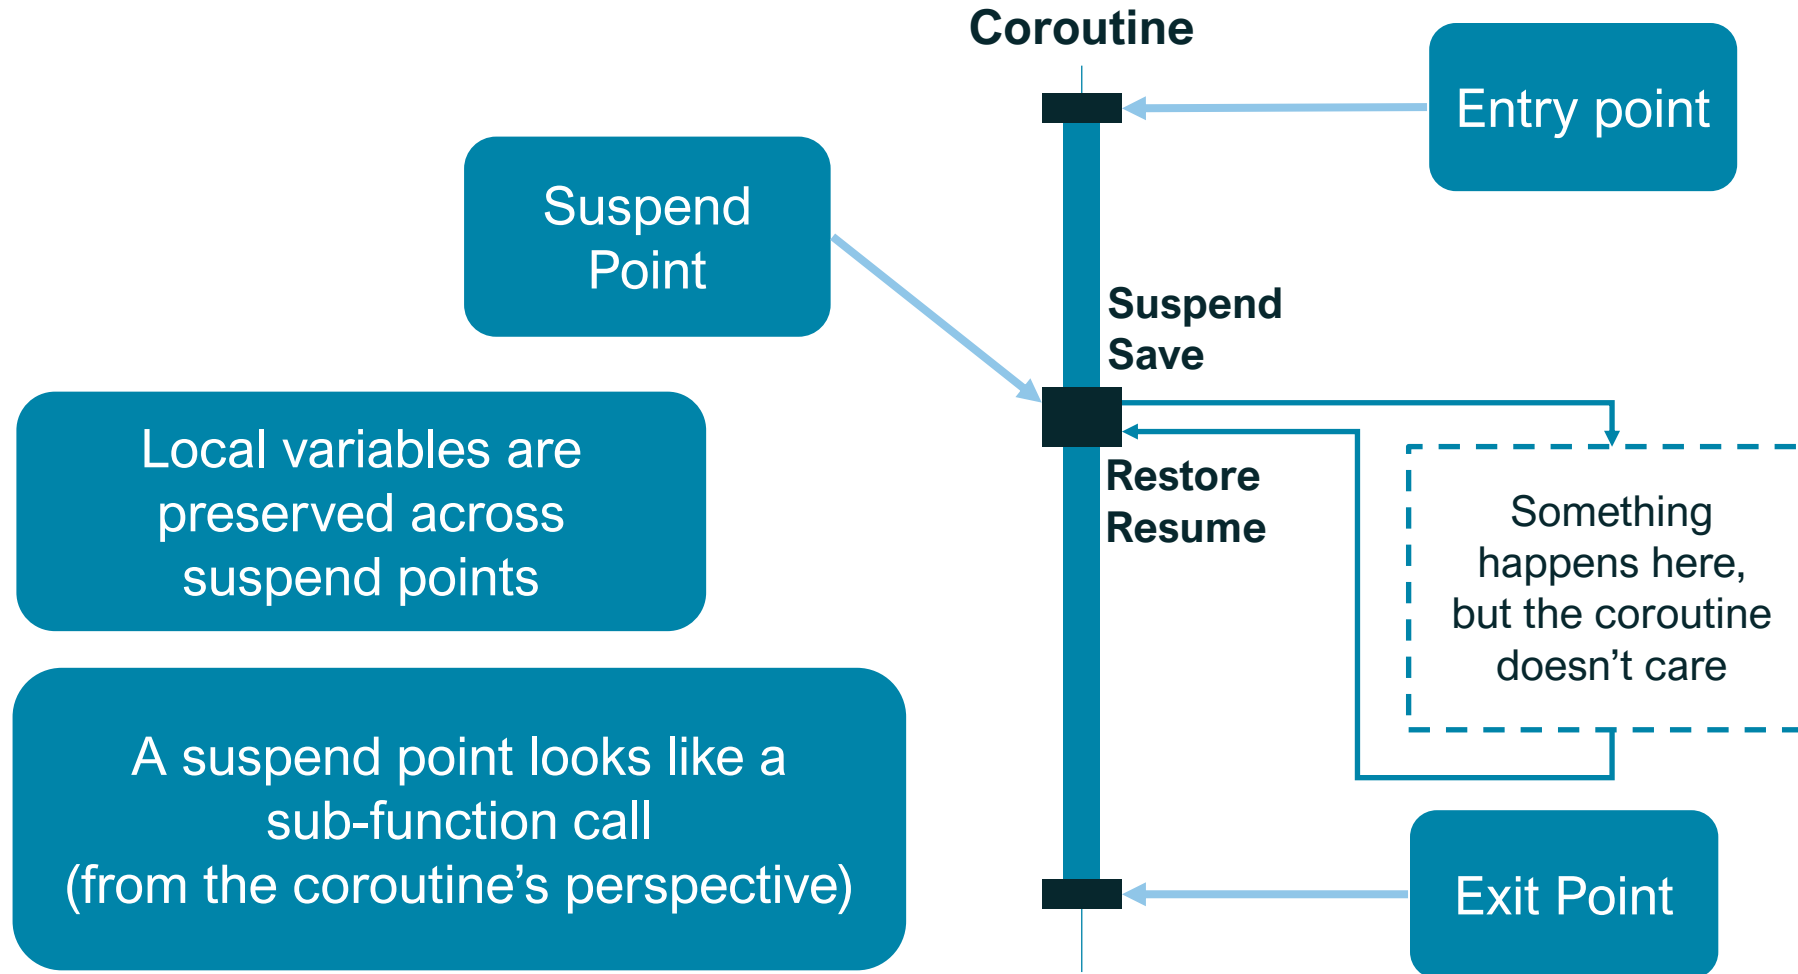 Coroutine
Entry point
Suspend
Point
Suspend
Save
Restore
Resume
Local variables are
preserved across
suspend points
Something
happens here,
but the coroutine
doesn’t care
A suspend point looks like a
sub-function call
(from the coroutine’s perspective)
Exit Point